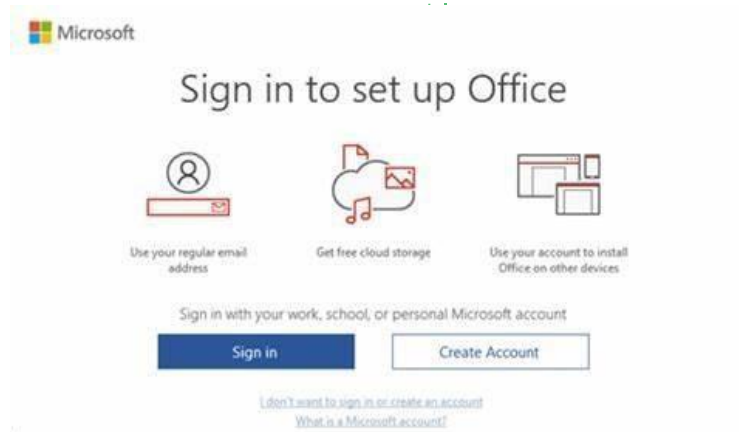 Microsoft
Sign in to set up Office
Use your regular email
address
Get free cloud storage
Use your account to install
Office on other devices
Sign in with your work, school, or personal Microsoft account
Sign in
Create Account
I don't want to sign in or create an account
What is a Microsoft account?